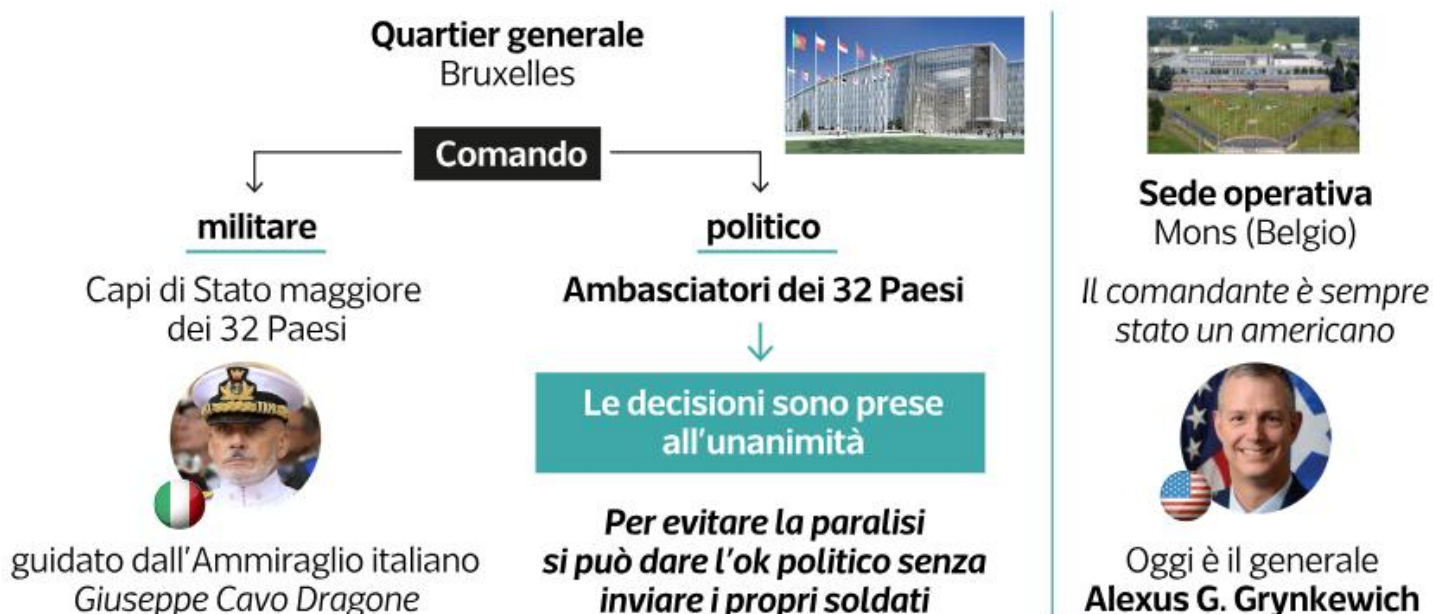 Quartier generale
Bruxelles
Comando
militare
Capi di Stato maggiore
dei 32 Paesi
guidato dall'Ammiraglio italiano
Giuseppe Cavo Dragone
politico
Ambasciatori dei 32 Paesi
Le decisioni sono prese
all'unanimità
Per evitare la paralisi
si può dare l'ok politico senza
inviare i propri soldati
Sede operativa
Mons (Belgio)
Il comandante è sempre
stato un americano
Oggi è il generale
Alexus G. Grynkewich